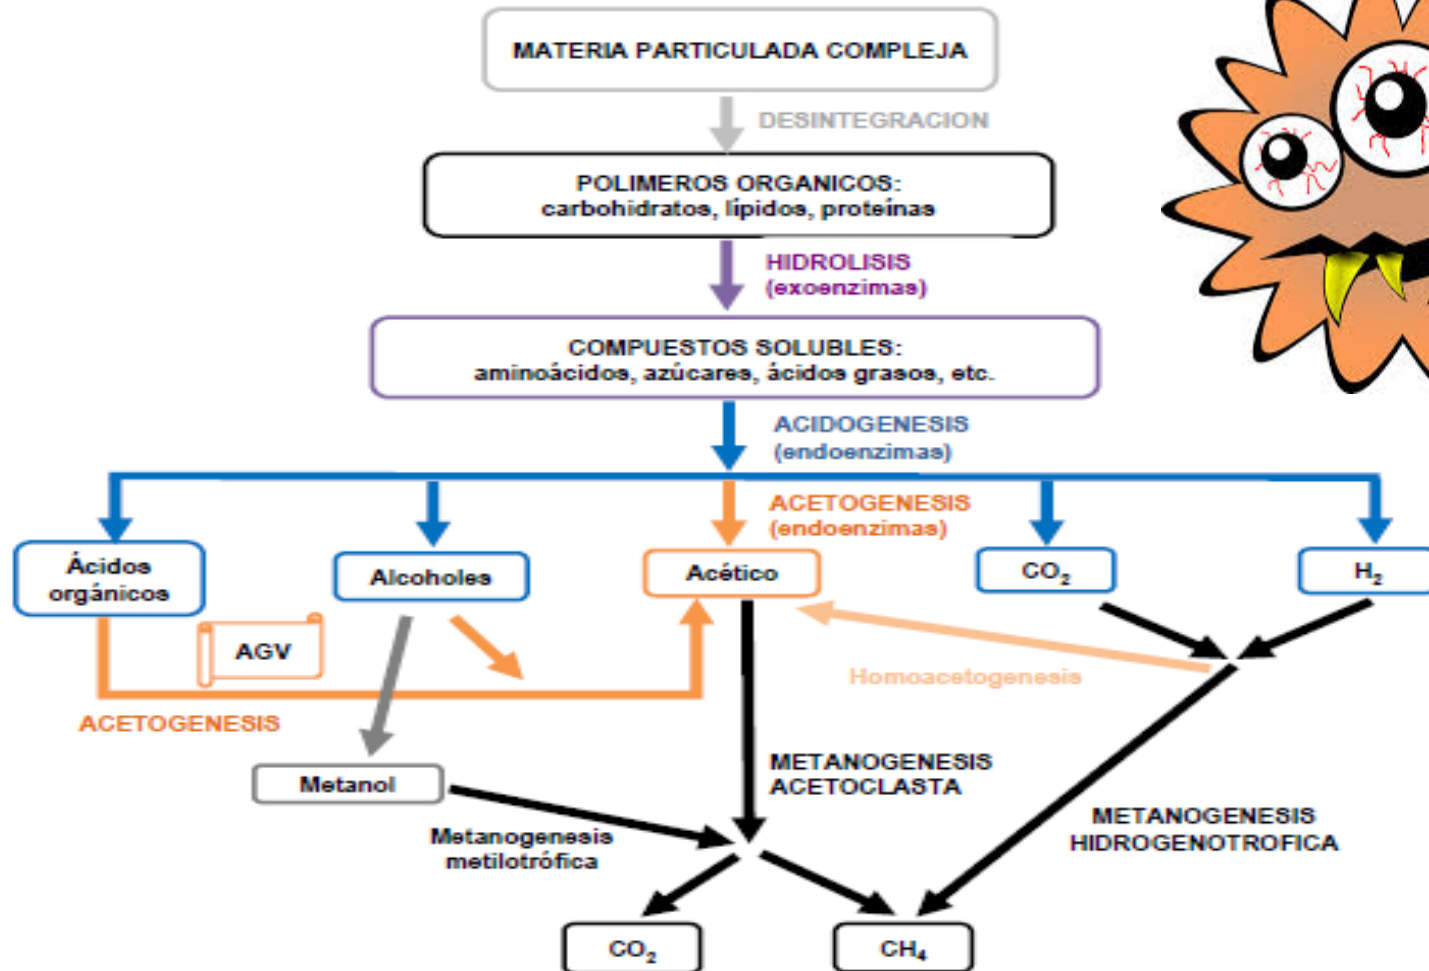 MATERIA PARTICULADA COMPLEJA
DESINTEGRACION
POLIMEROS ORGANICOS:
carbohidratos, lípidos, proteínas
HIDROLISIS
(exoenzimas)
COMPUESTOS SOLUBLES:
aminoácidos, azúcares, ácidos grasos, etc.
ACIDOGENESIS
(endoenzimas)
ACETOGENESIS
(endoenzimas)
Ácidos
orgánicos
Alcoholes
Acético
CO₂
H₂
AGV
Homoacetogenesis
ACETOGENESIS
Metanol
METANOGENESIS
ACETOCLASTA
Metanogenesis
metilotrófica
METANOGENESIS
HIDROGENOTROFICA
CO₂
CH₄